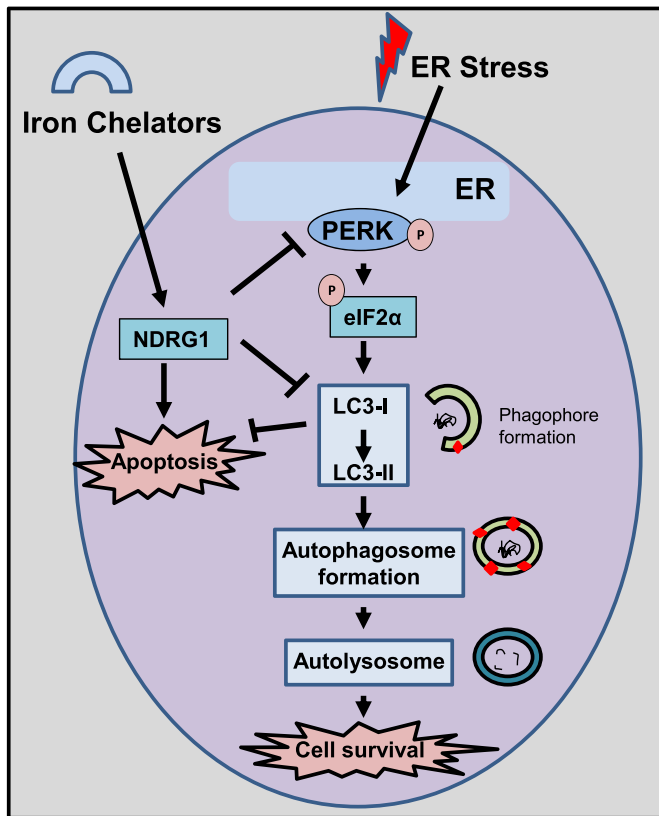 ER Stress
Iron Chelators
ER
PERK
P
P
eIF2α
NDRG1
LC3-I
LC3-II
Phagophore
formation
Apoptosis
Autophagosome
formation
Autolysosome
Cell survival